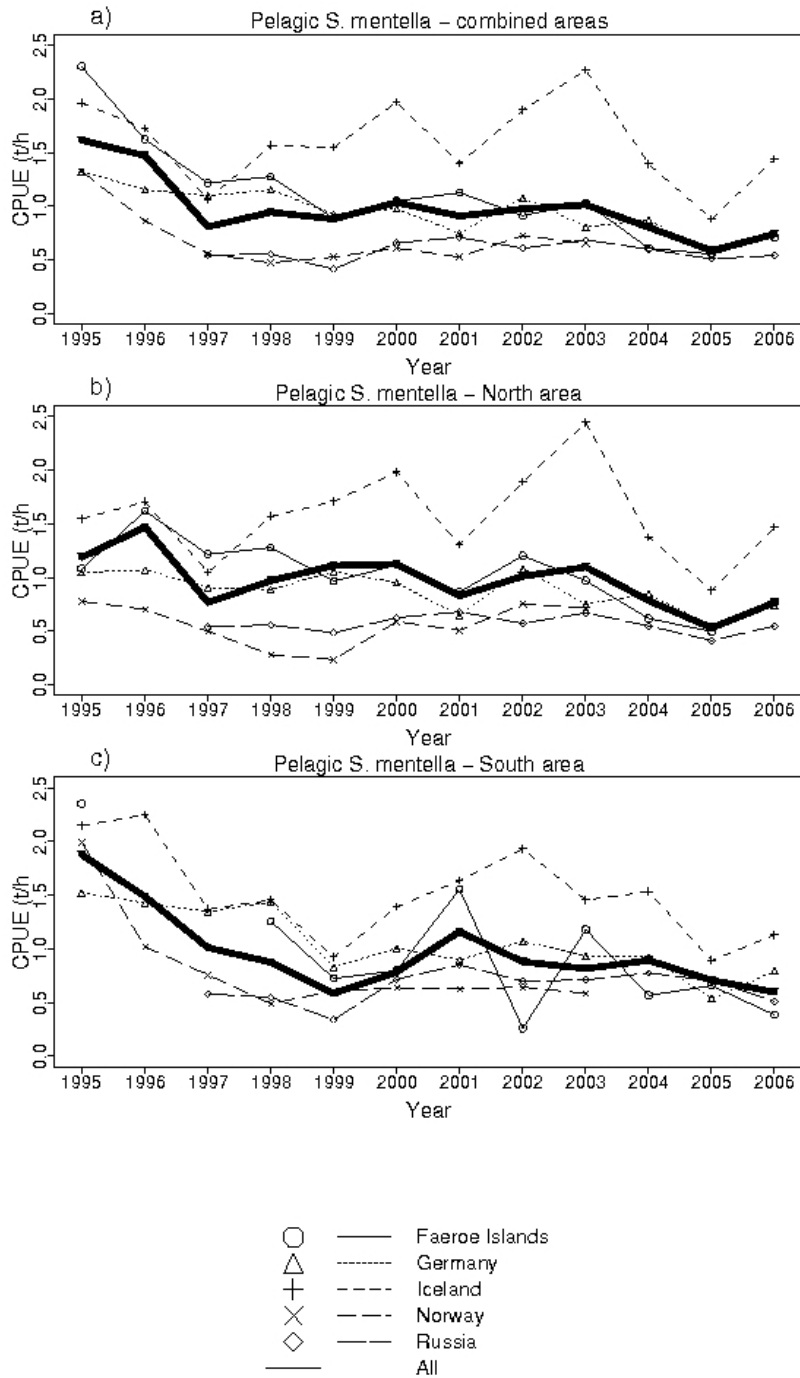 a)
Pelagic S. mentella – combined areas
CPUE (t/h
2.5
2.0
1.5
1.0
0.5
0.0
1995 1996 1997 1998 1999 2000 2001 2002 2003 2004 2005 2006
Year
b)
Pelagic S. mentella – North area
CPUE (t/h
2.5
2.0
1.5
1.0
0.5
0.0
1995 1996 1997 1998 1999 2000 2001 2002 2003 2004 2005 2006
Year
c)
Pelagic S. mentella – South area
CPUE (t/h
2.5
2.0
1.5
1.0
0.5
0.0
1995 1996 1997 1998 1999 2000 2001 2002 2003 2004 2005 2006
Year
Faeroe Islands
Germany
Iceland
Norway
Russia
All